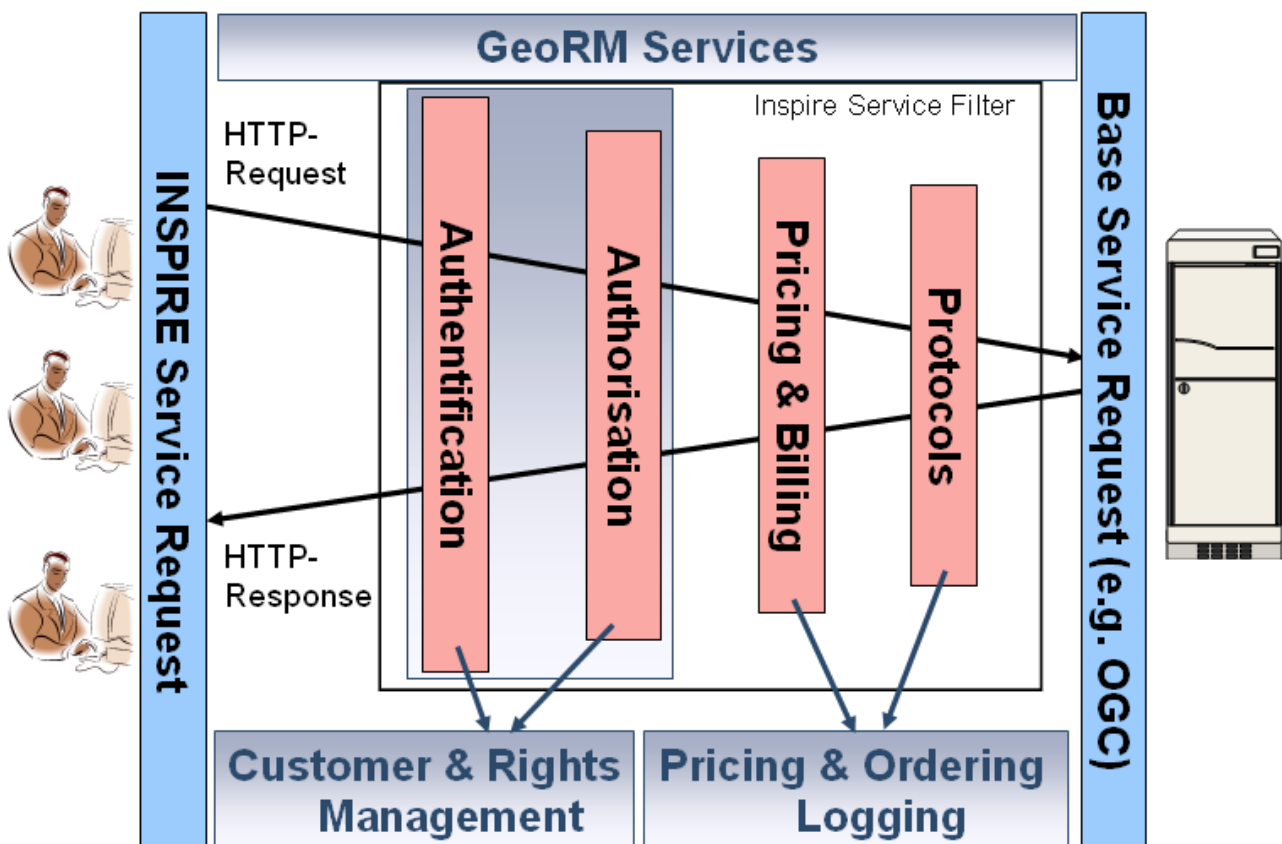 GeoRM Services
Inspire Service Filter
HTTP-
Request
INSPIRE Service Request
Authentification
Authorisation
Pricing & Billing
Protocols
Base Service Request (e.g. OGC)
HTTP-
Response
Customer & Rights
Management
Pricing & Ordering
Logging